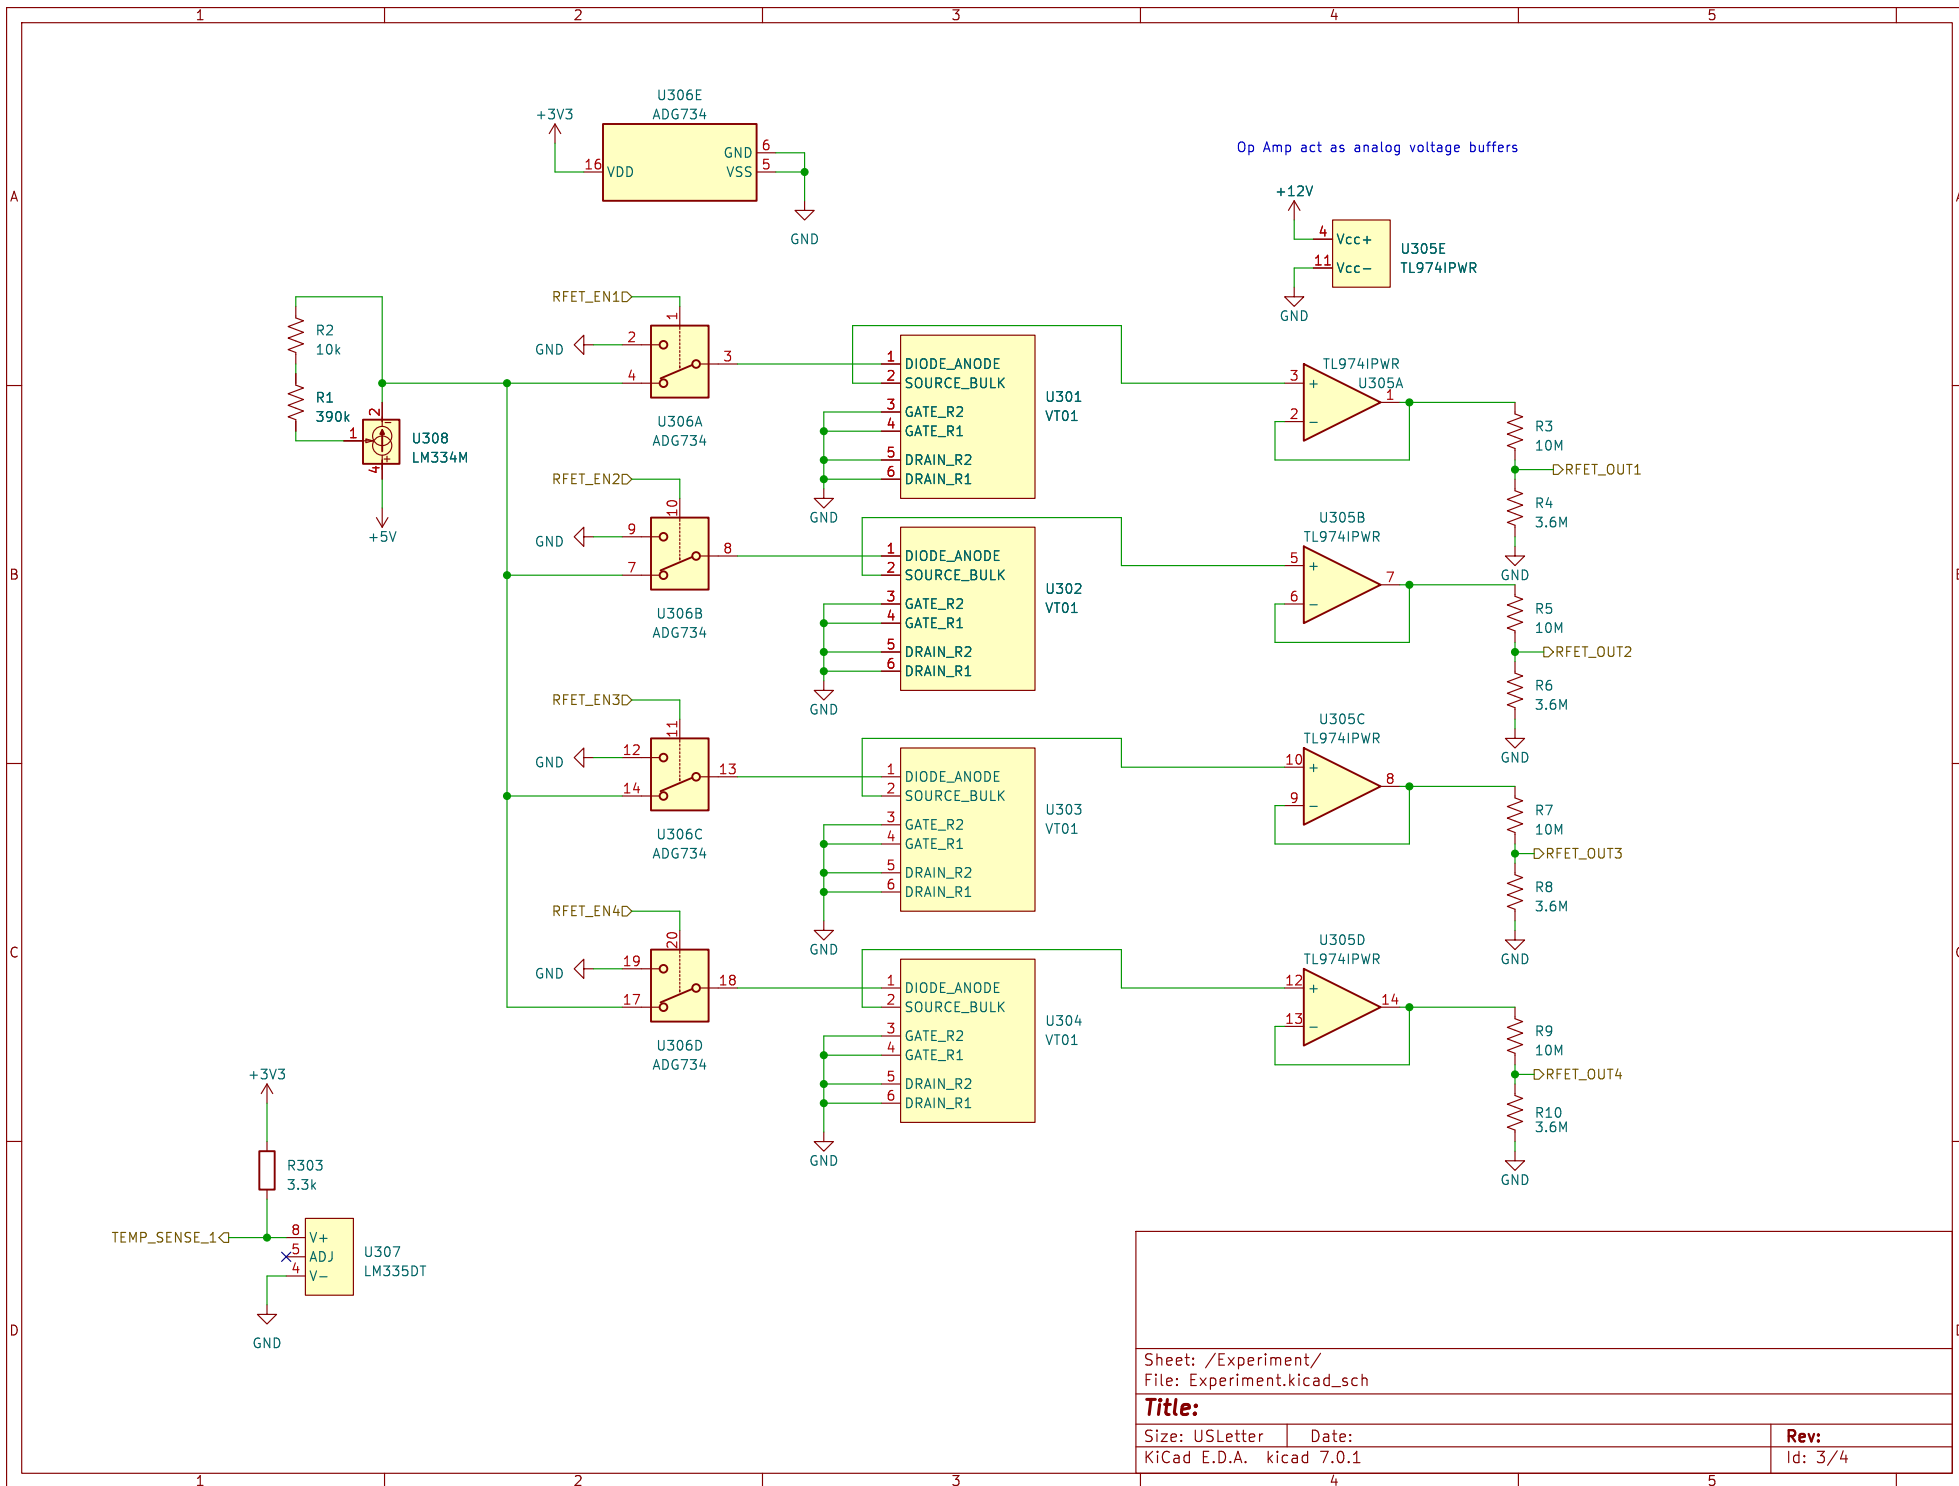 1 2 3 4 5
A
B
C
D
U306E
ADG734
+3V3
16 VDD
GND 6
VSS 5
GND
Op Amp act as analog voltage buffers
+12V
4 Vcc+
11 Vcc-
U305E
TL974IPWR
GND
R2
10k
R1
390k
1
2
4
U308
LM334M
+5V
RFET_EN1
1
GND
2
4
3
U306A
ADG734
1 DIODE_ANODE
2 SOURCE_BULK
3 GATE_R2
4 GATE_R1
5 DRAIN_R2
6 DRAIN_R1
U301
VT01
GND
TL974IPWR
U305A
3 +
2 -
1
R3
10M
RFET_OUT1
R4
3.6M
GND
RFET_EN2
10
GND
9
7
8
U306B
ADG734
1 DIODE_ANODE
2 SOURCE_BULK
3 GATE_R2
4 GATE_R1
5 DRAIN_R2
6 DRAIN_R1
U302
VT01
GND
U305B
TL974IPWR
5 +
6 -
7
R5
10M
RFET_OUT2
R6
3.6M
GND
RFET_EN3
11
GND
12
14
13
U306C
ADG734
1 DIODE_ANODE
2 SOURCE_BULK
3 GATE_R2
4 GATE_R1
5 DRAIN_R2
6 DRAIN_R1
U303
VT01
GND
U305C
TL974IPWR
10 +
9 -
8
R7
10M
RFET_OUT3
R8
3.6M
GND
RFET_EN4
20
GND
19
17
18
U306D
ADG734
1 DIODE_ANODE
2 SOURCE_BULK
3 GATE_R2
4 GATE_R1
5 DRAIN_R2
6 DRAIN_R1
U304
VT01
GND
U305D
TL974IPWR
12 +
13 -
14
R9
10M
RFET_OUT4
R10
3.6M
GND
+3V3
R303
3.3k
TEMP_SENSE_1
8 V+
5 ADJ
4 V-
U307
LM335DT
GND
Sheet: /Experiment/
File: Experiment.kicad_sch
Title:
Size: USLetter Date: Rev:
KiCad E.D.A. kicad 7.0.1 Id: 3/4
1 2 3 4 5